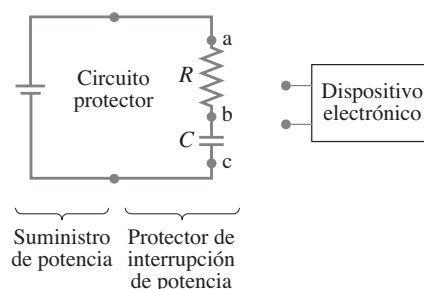 a
Circuito
protector
R
b
C
c
Dispositivo
electrónico
Suministro
de potencia
Protector de
interrupción
de potencia